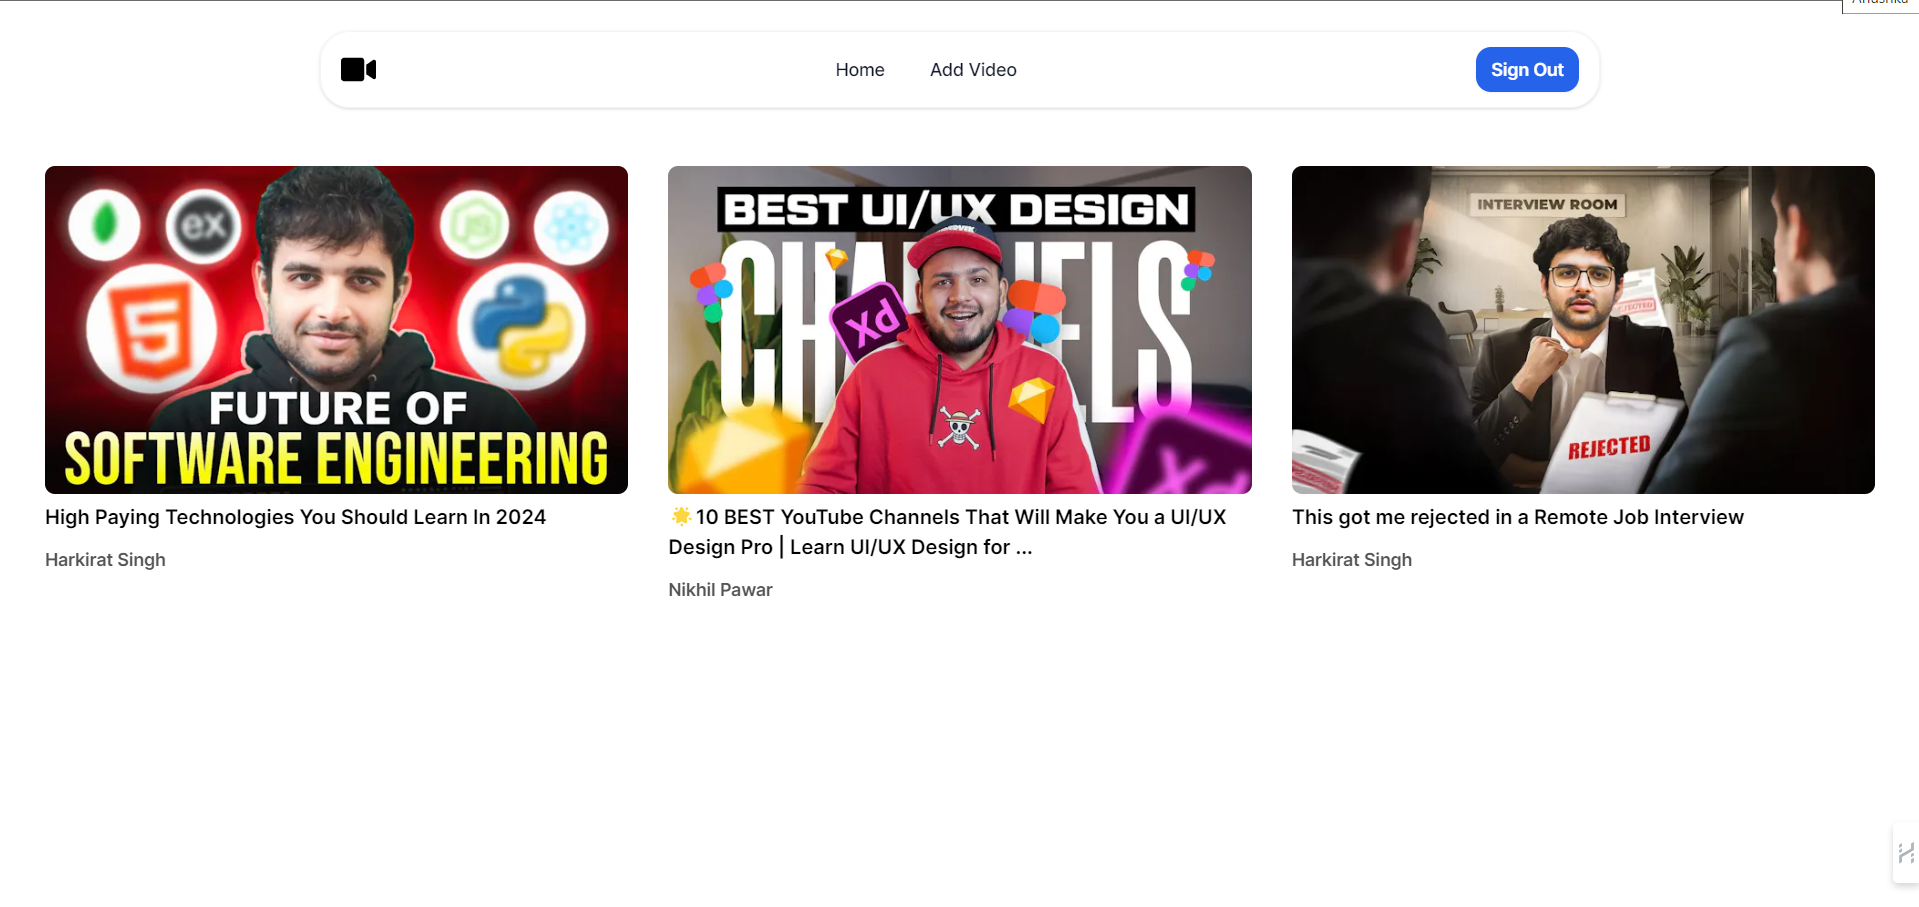 Home Add Video Sign Out
ex
5
FUTURE OF
SOFTWARE ENGINEERING
BEST UI/UX DESIGN
CHANNELS
Xd
Xd
INTERVIEW ROOM
REJECTED
REJECTED
High Paying Technologies You Should Learn In 2024
Harkirat Singh
🌟10 BEST YouTube Channels That Will Make You a UI/UX
Design Pro | Learn UI/UX Design for ...
Nikhil Pawar
This got me rejected in a Remote Job Interview
Harkirat Singh